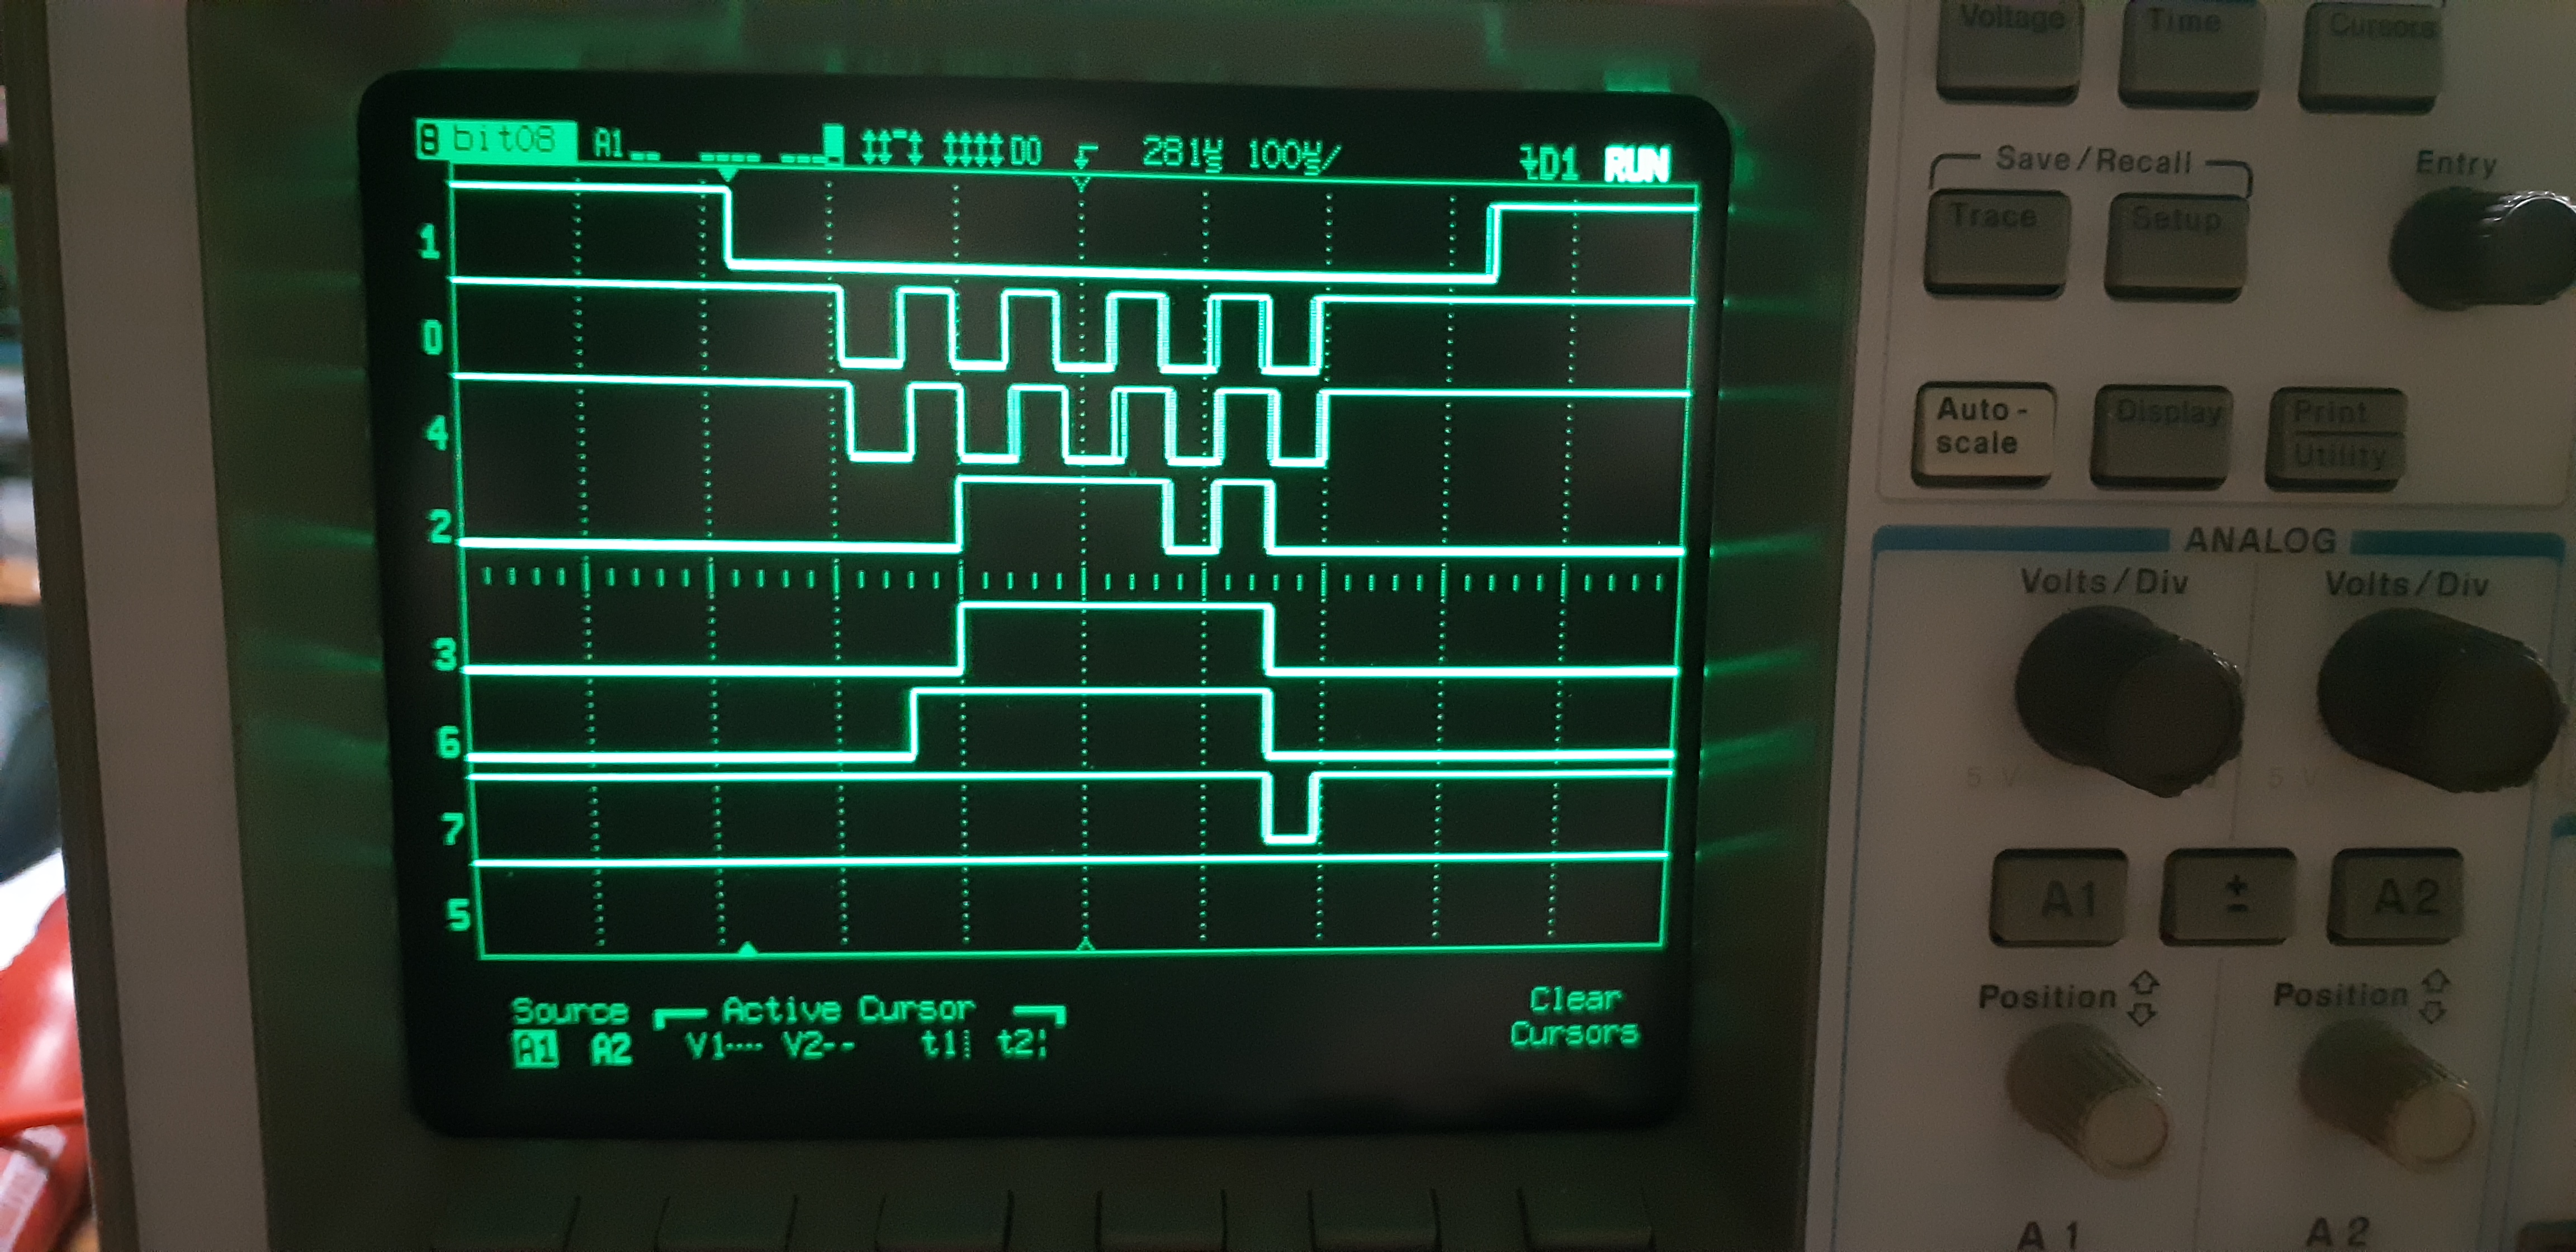 8 bit08 A1 D0 281µs 100µs/ D1 RUN
1
0
4
2
3
6
7
5
Source Active Cursor Clear
A1 A2 V1 V2 t1 t2 Cursors
Voltage Time Cursors
Save/Recall Entry
Trace Setup
Auto- Display Print
scale Utility
ANALOG
Volts/Div Volts/Div
5 V 5 V
A1 ± A2
Position Position
A1 A2